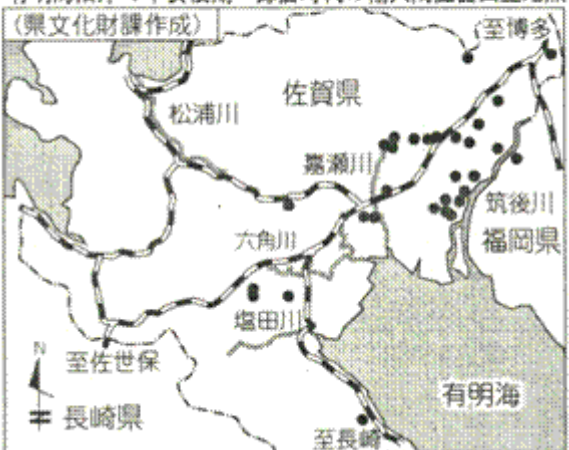 (県文化財課作成)
至博多
佐賀県
松浦川
嘉瀬川
筑後川
福岡県
六角川
塩田川
N
至佐世保
有明海
長崎県
至長崎